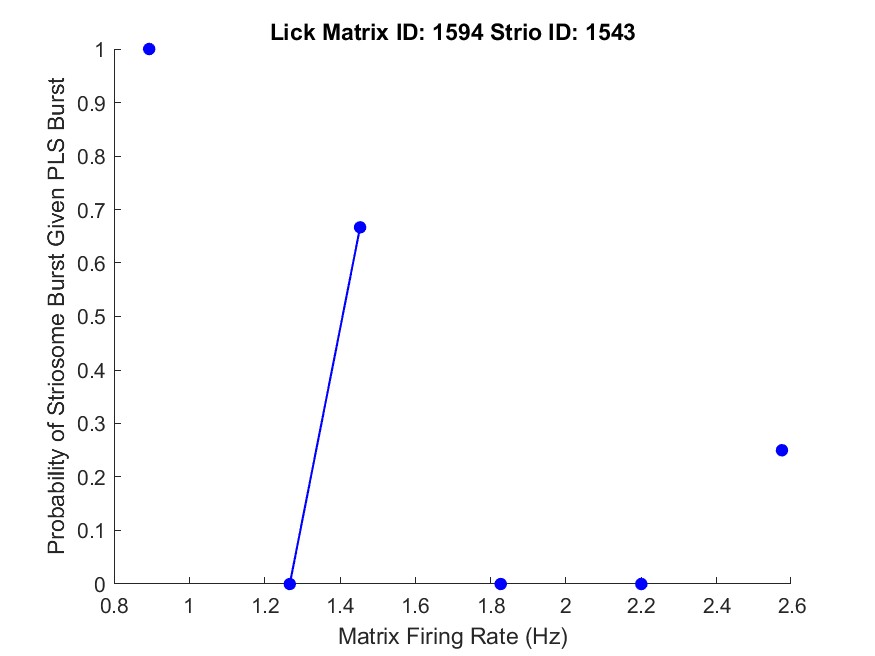 Lick Matrix ID: 1594 Strio ID: 1543
Probability of Striosome Burst Given PLS Burst
1
0.9
0.8
0.7
0.6
0.5
0.4
0.3
0.2
0.1
0
0.8 1 1.2 1.4 1.6 1.8 2 2.2 2.4 2.6
Matrix Firing Rate (Hz)